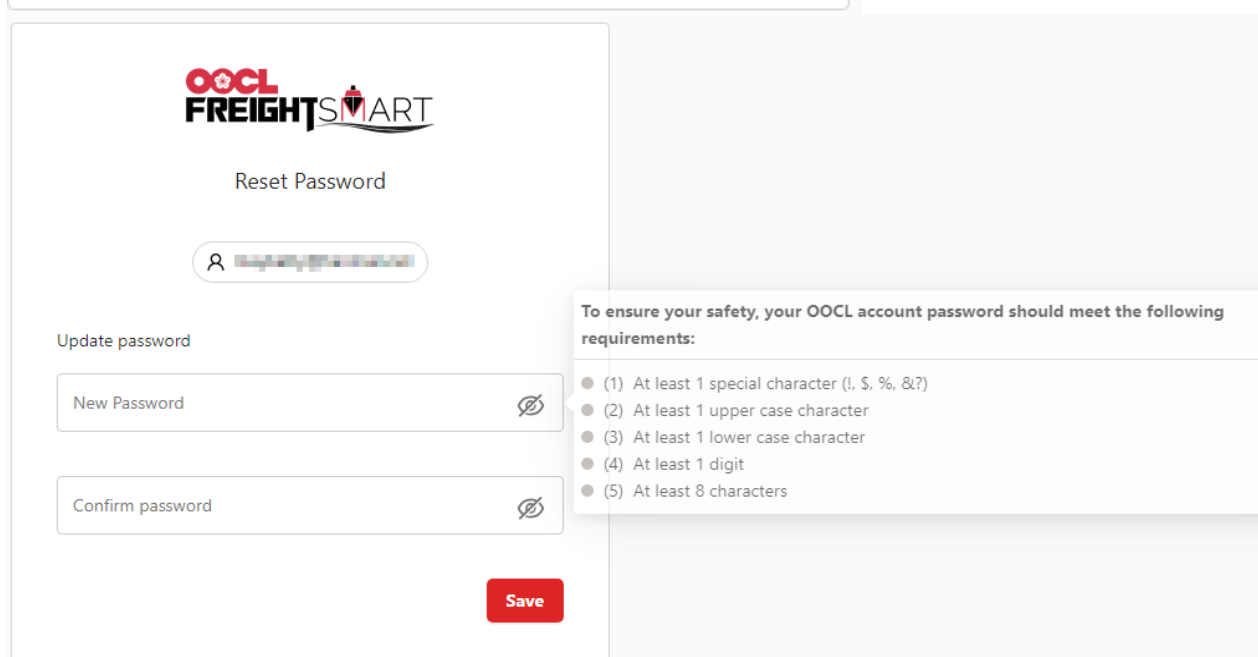 OOCL
FREIGHTSMART
Reset Password
Update password
New Password
Confirm password
Save
To ensure your safety, your OOCL account password should meet the following
requirements:
(1) At least 1 special character (!, $, %, &?)
(2) At least 1 upper case character
(3) At least 1 lower case character
(4) At least 1 digit
(5) At least 8 characters